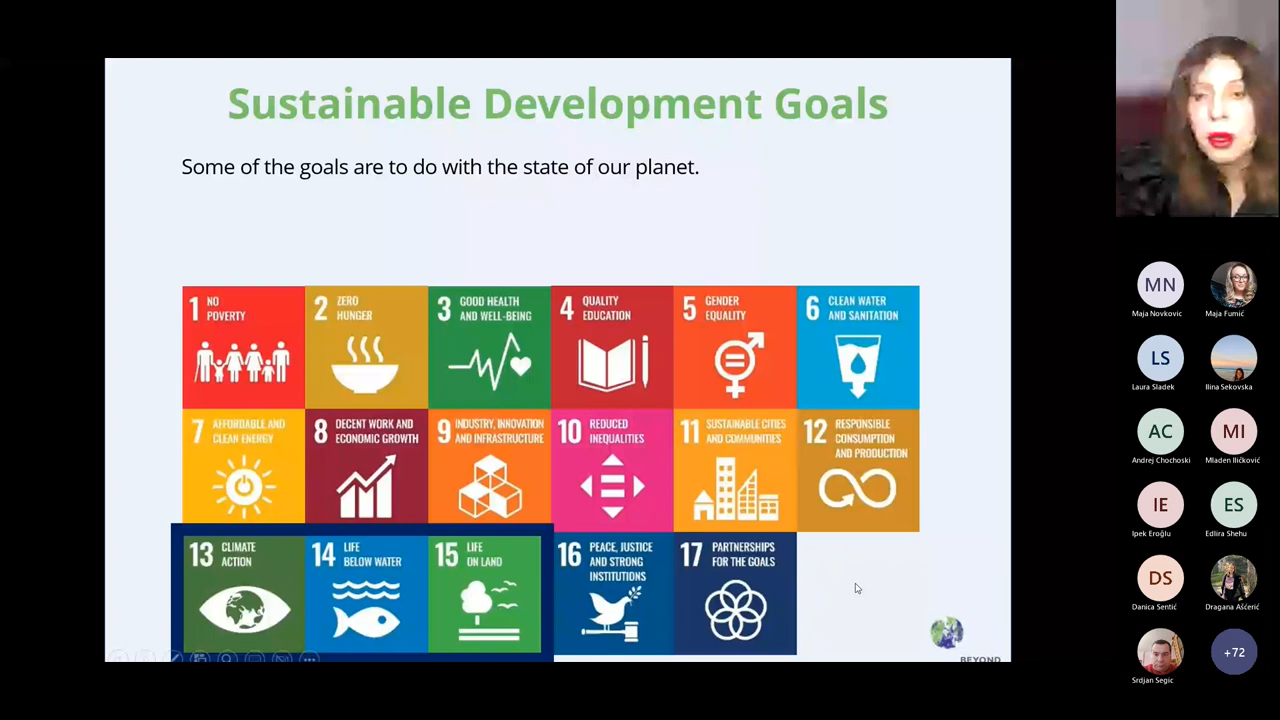 Sustainable Development Goals
Some of the goals are to do with the state of our planet.
1 NO
POVERTY
2 ZERO
HUNGER
3 GOOD HEALTH
AND WELL-BEING
4 QUALITY
EDUCATION
5 GENDER
EQUALITY
6 CLEAN WATER
AND SANITATION
7 AFFORDABLE AND
CLEAN ENERGY
8 DECENT WORK AND
ECONOMIC GROWTH
9 INDUSTRY, INNOVATION
AND INFRASTRUCTURE
10 REDUCED
INEQUALITIES
11 SUSTAINABLE CITIES
AND COMMUNITIES
12 RESPONSIBLE
CONSUMPTION
AND PRODUCTION
13 CLIMATE
ACTION
14 LIFE
BELOW WATER
15 LIFE
ON LAND
16 PEACE, JUSTICE
AND STRONG
INSTITUTIONS
17 PARTNERSHIPS
FOR THE GOALS
BEYOND
MN
Maja Novkovic
Maja Fumić
LS
Laura Sladek
Ilina Sekovska
AC
Andrej Chochoski
MI
Mladen Iličković
IE
Ipek Eroğlu
ES
Edlira Shehu
DS
Danica Sentić
Dragana Ašćerić
Srdjan Segic
+72